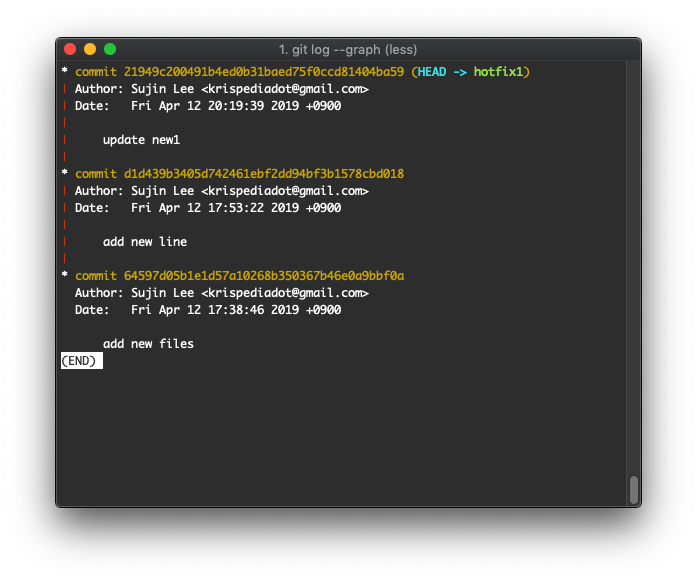 1. git log --graph (less)
* commit 21949c200491b4ed0b31baed75f0ccd81404ba59 (HEAD -> hotfix1)
| Author: Sujin Lee <krispediadot@gmail.com>
| Date:   Fri Apr 12 20:19:39 2019 +0900
|
|     update new1
|
* commit d1d439b3405d742461ebf2dd94bf3b1578cbd018
| Author: Sujin Lee <krispediadot@gmail.com>
| Date:   Fri Apr 12 17:53:22 2019 +0900
|
|     add new line
|
* commit 64597d05b1e1d57a10268b350367b46e0a9bbf0a
  Author: Sujin Lee <krispediadot@gmail.com>
  Date:   Fri Apr 12 17:38:46 2019 +0900

      add new files
(END)